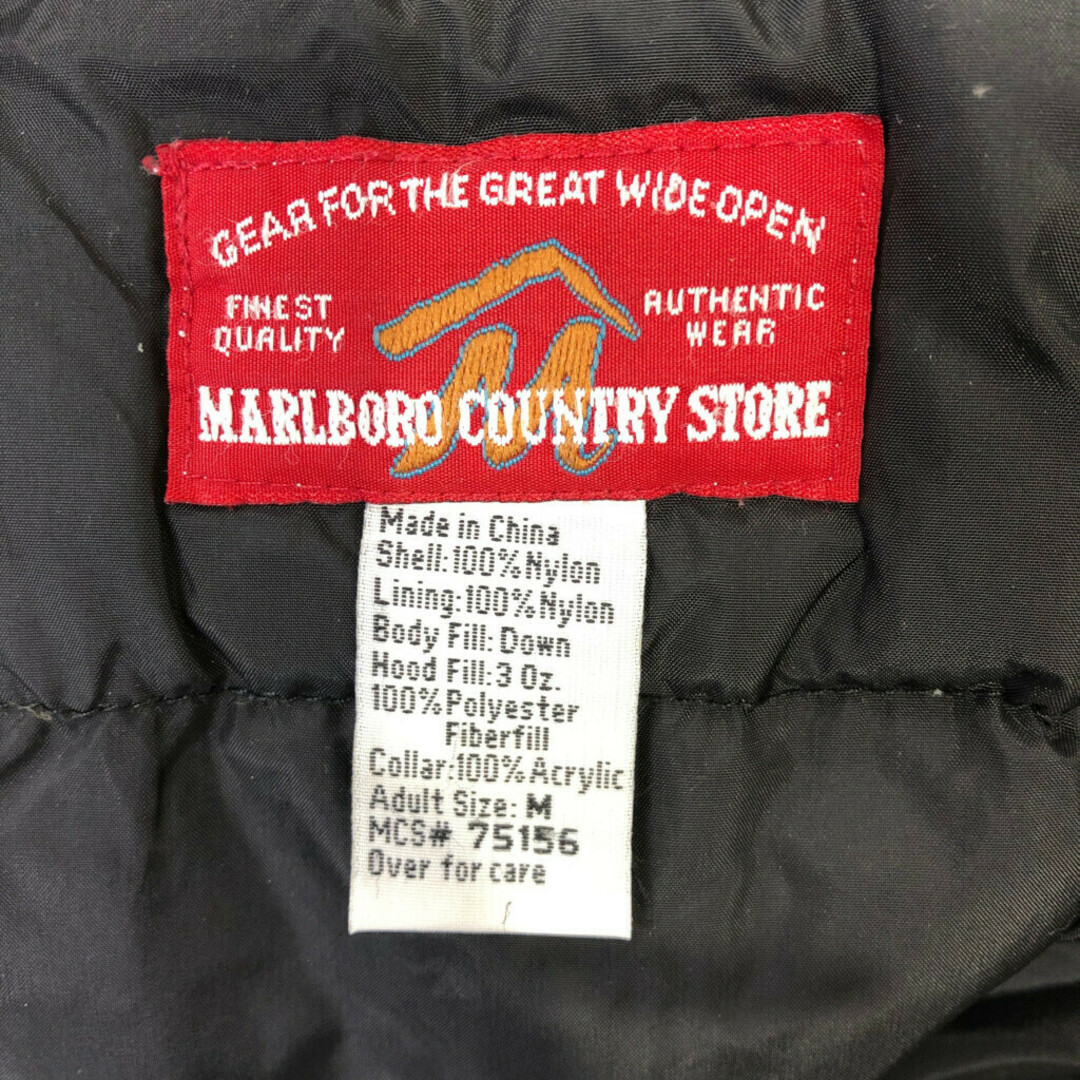 GEAR FOR THE GREAT WIDE OPEN
FINEST
QUALITY
AUTHENTIC
WEAR
M
MARLBORO COUNTRY STORE
Made in China
Shell:100%Nylon
Lining:100%Nylon
Body Fill: Down
Hood Fill:3 Oz.
100%Polyester
Fiberfill
Collar:100%Acrylic
Adult Size: M
MCS# 75156
Over for care